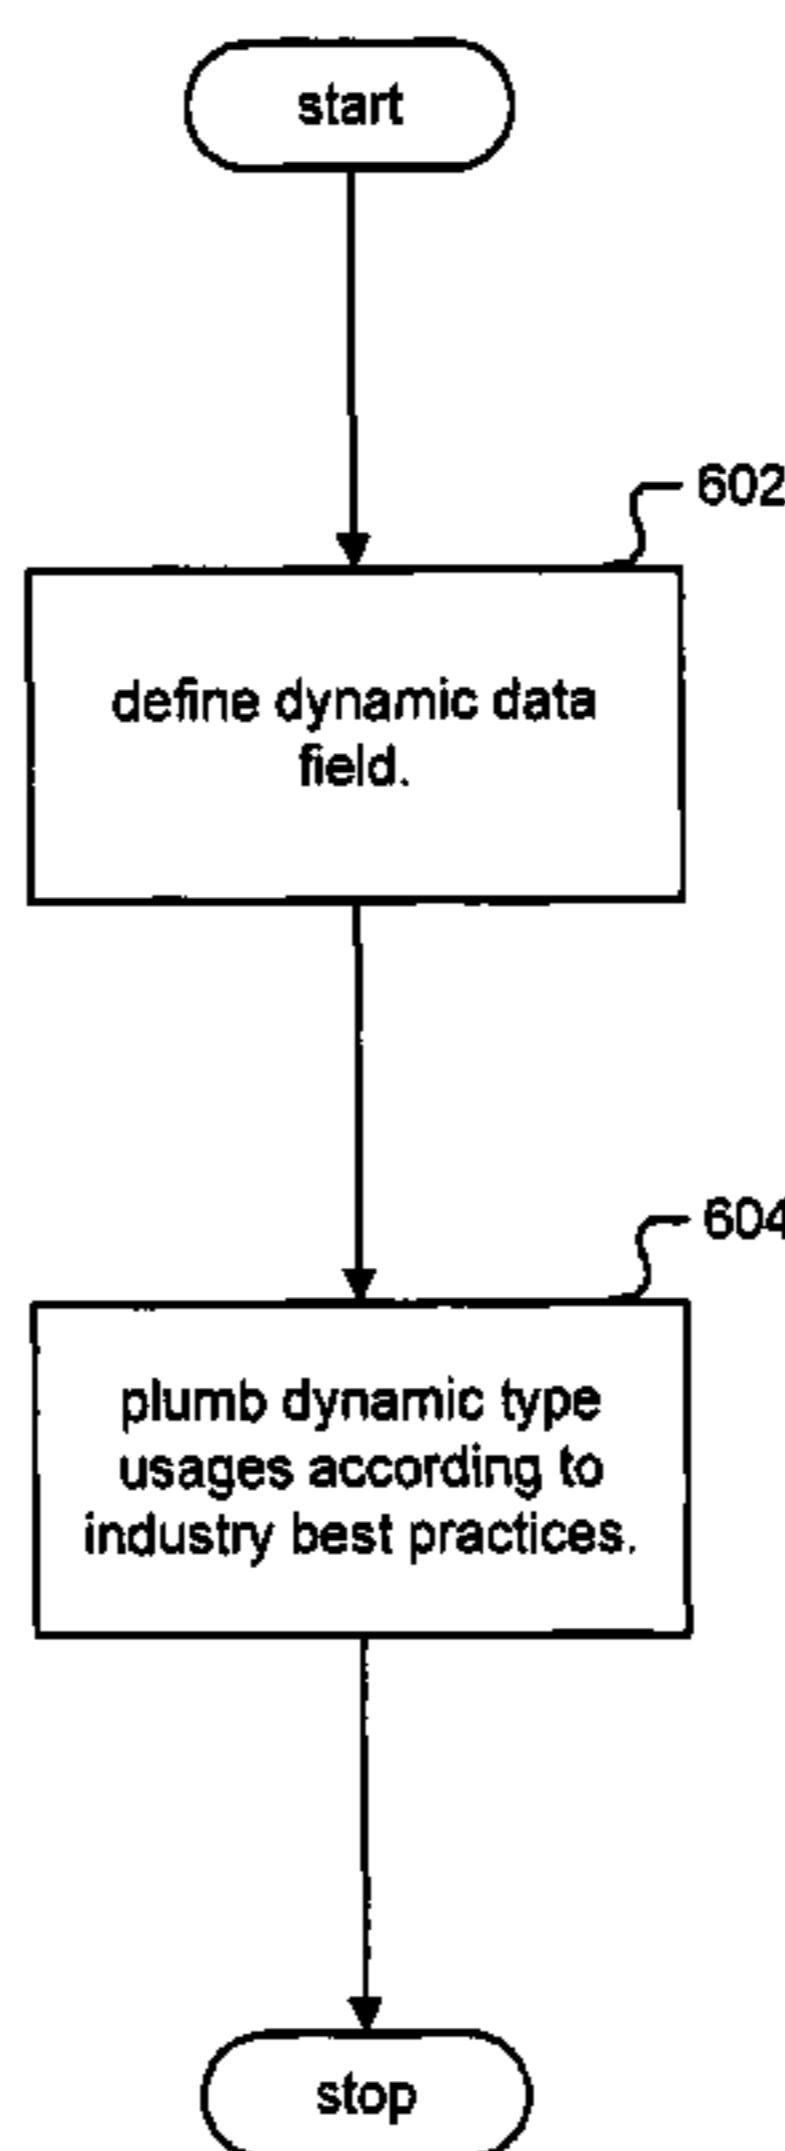 start
602
define dynamic data
field.
604
plumb dynamic type
usages according to
industry best practices.
stop